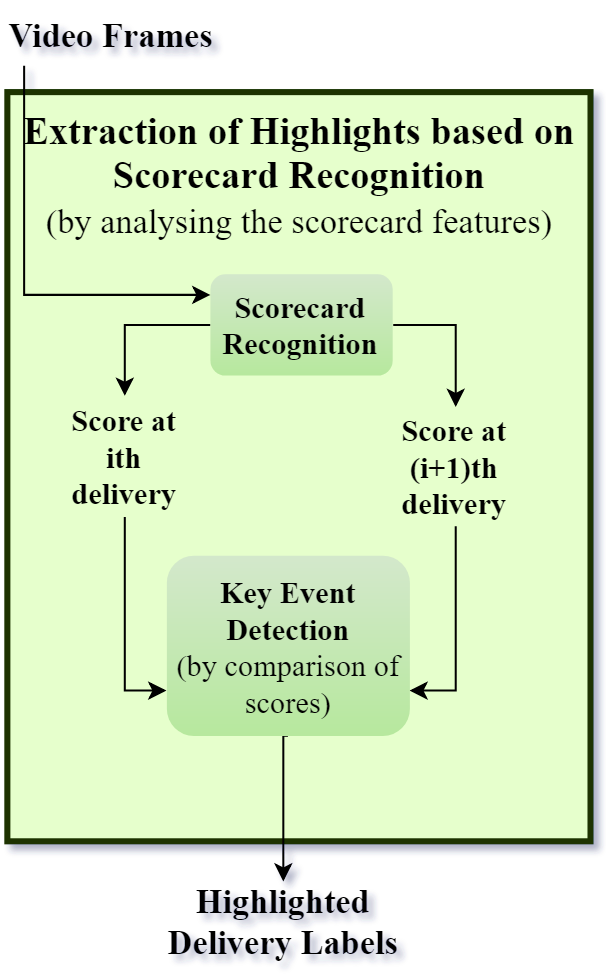 Video Frames
Extraction of Highlights based on
Scorecard Recognition
(by analysing the scorecard features)
Scorecard
Recognition
Score at
ith
delivery
Score at
(i+1)th
delivery
Key Event
Detection
(by comparison of
scores)
Highlighted
Delivery Labels